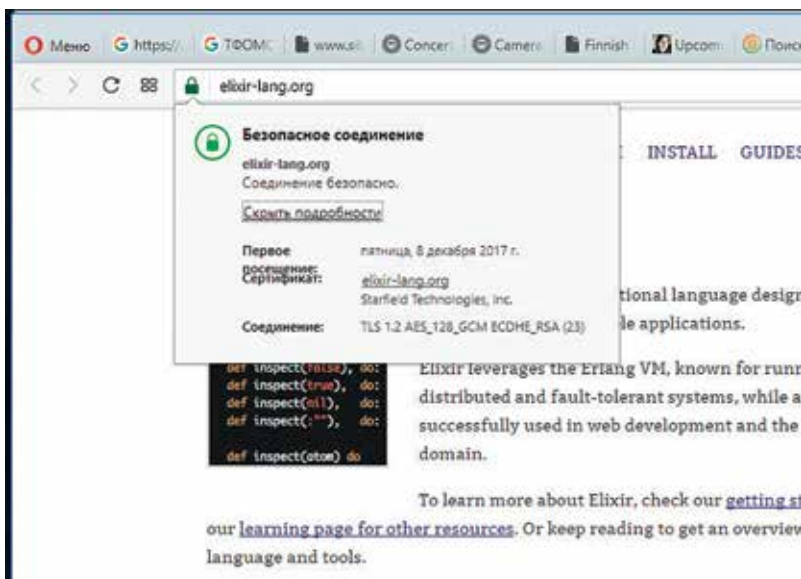 Меню
https://
ТФОМС
www.si
Concer
Camera
Finnish
Upcom
Поиск
elixir-lang.org
Безопасное соединение
elixir-lang.org
Соединение безопасно.
Скрыть подробности
Первое посещение: пятница, 8 декабря 2017 г.
Сертификат: elixir-lang.org
Starfield Technologies, Inc.
Соединение: TLS 1.2 AES_128_GCM ECDHE_RSA (23)
INSTALL GUIDES
tional language design
le applications.
def inspect(false), do:
def inspect(true), do:
def inspect(nil), do:
def inspect(:""), do:
def inspect(atom) do
Elixir leverages the Erlang VM, known for runn
distributed and fault-tolerant systems, while a
successfully used in web development and the
domain.
To learn more about Elixir, check our getting st
our learning page for other resources. Or keep reading to get an overview
language and tools.